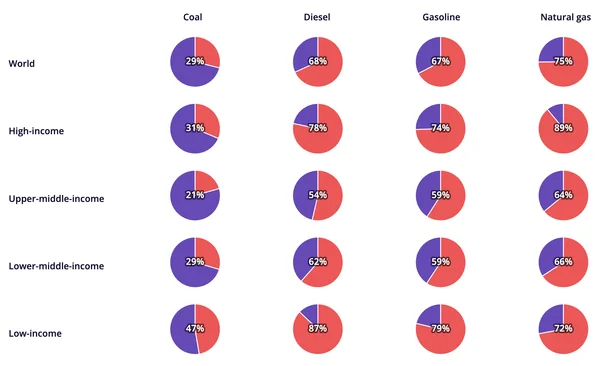 Coal Diesel Gasoline Natural gas
World 29% 68% 67% 75%
High-income 31% 78% 74% 89%
Upper-middle-income 21% 54% 59% 64%
Lower-middle-income 29% 62% 59% 66%
Low-income 47% 87% 79% 72%